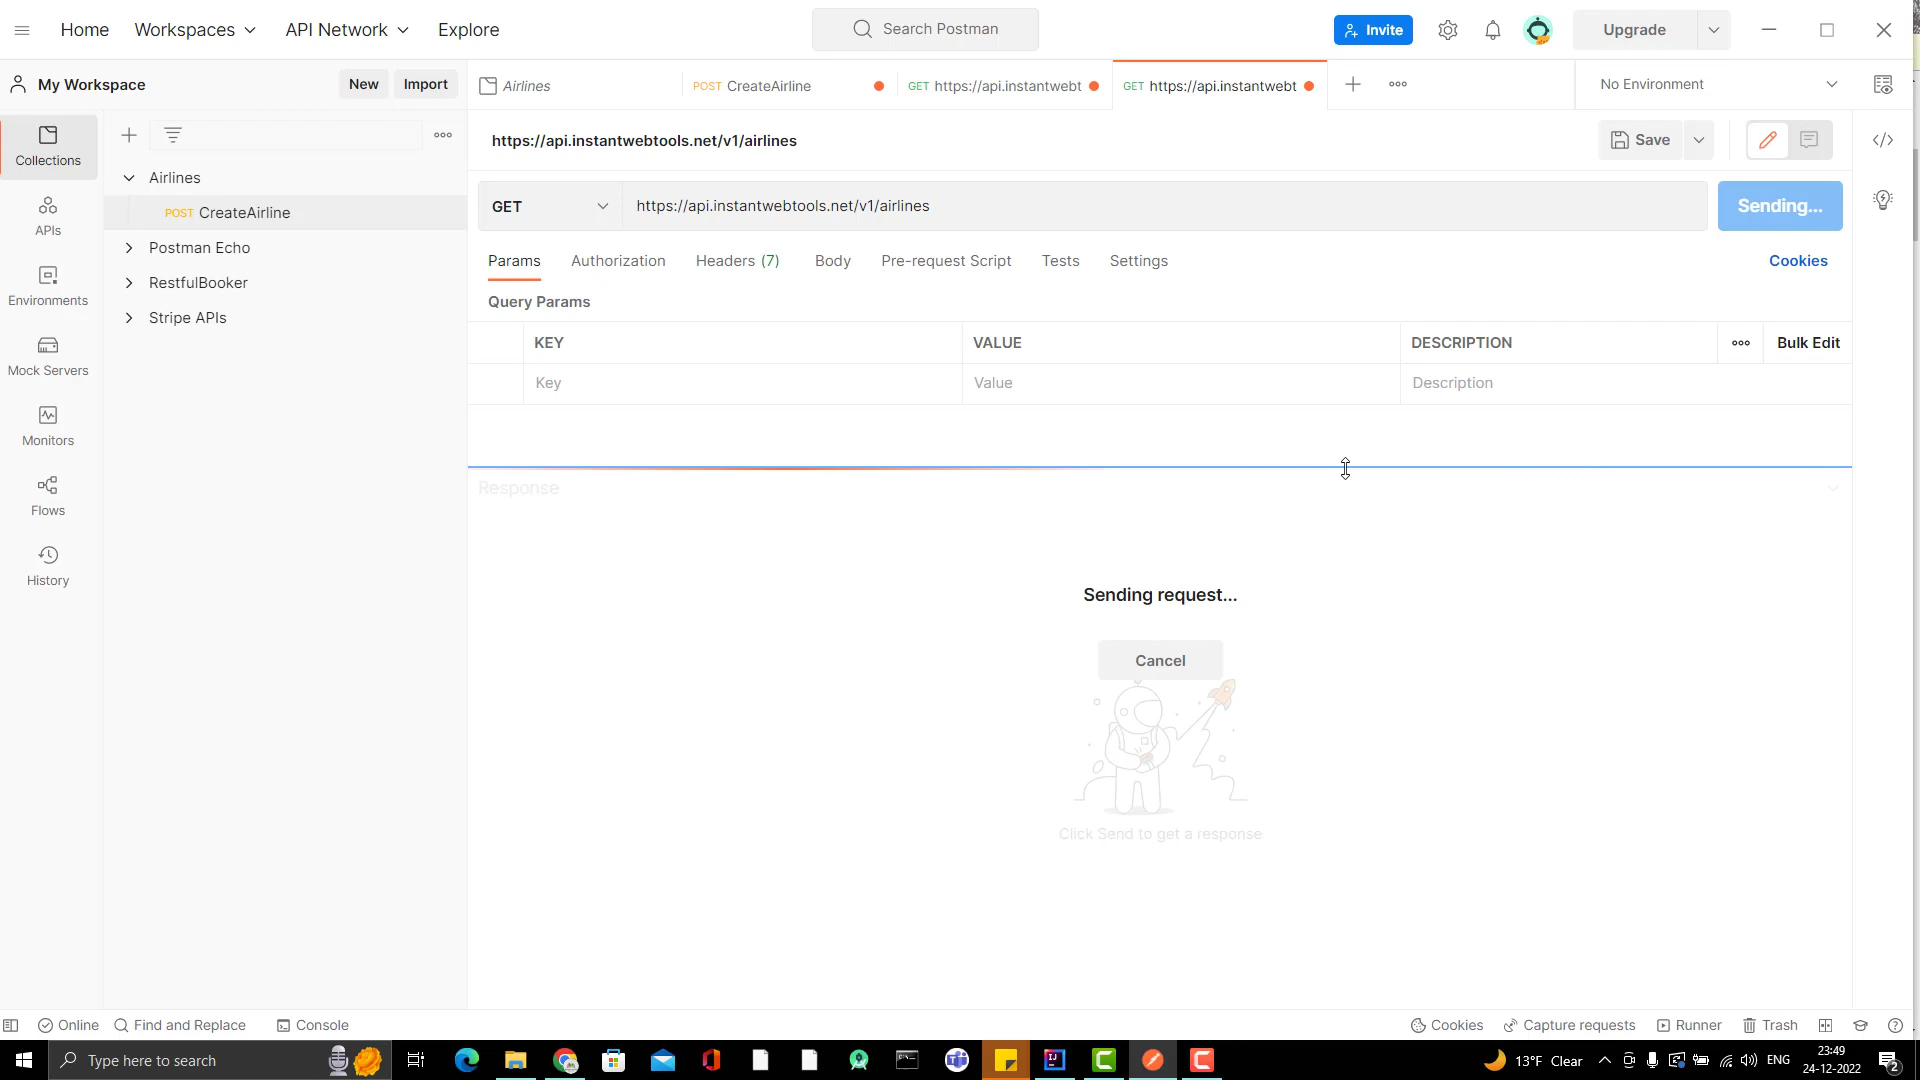 Home
Workspaces
API Network
Explore
Search Postman
Invite
Upgrade
My Workspace
New
Import
Airlines
POST CreateAirline
GET https://api.instantwebt
GET https://api.instantwebt
No Environment
Collections
APIs
Environments
Mock Servers
Monitors
Flows
History
Airlines
POST CreateAirline
Postman Echo
RestfulBooker
Stripe APIs
https://api.instantwebtools.net/v1/airlines
Save
GET
https://api.instantwebtools.net/v1/airlines
Sending...
Params
Authorization
Headers (7)
Body
Pre-request Script
Tests
Settings
Cookies
Query Params
KEY
VALUE
DESCRIPTION
Bulk Edit
Key
Value
Description
Response
Sending request...
Cancel
Click Send to get a response
Online
Find and Replace
Console
Cookies
Capture requests
Runner
Trash
Type here to search
13°F Clear
ENG
23:49
24-12-2022
2